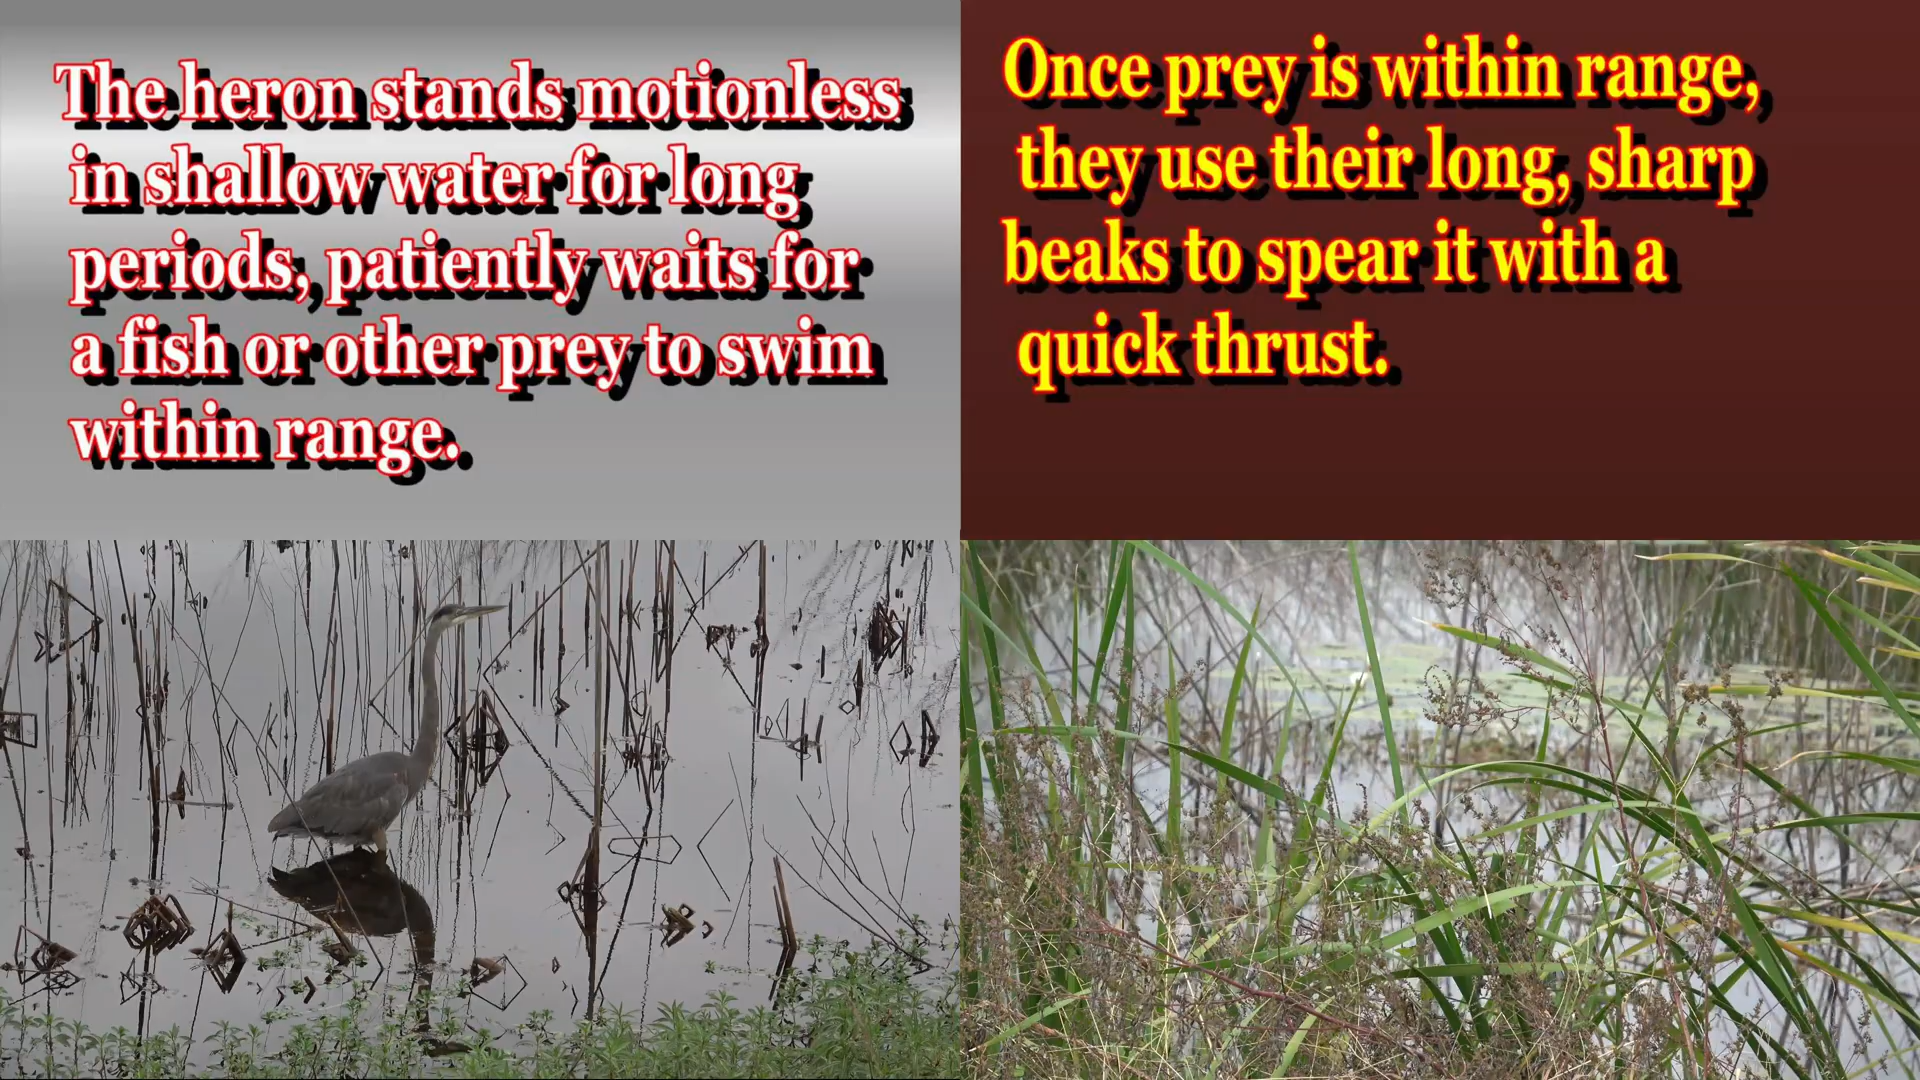 The heron stands motionless
in shallow water for long
periods, patiently waits for
a fish or other prey to swim
within range.
Once prey is within range,
they use their long, sharp
beaks to spear it with a
quick thrust.